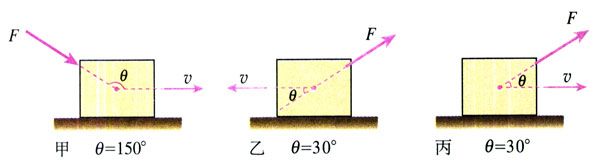 F θ v
v θ F
F θ v
甲 θ=150°
乙 θ=30°
丙 θ=30°